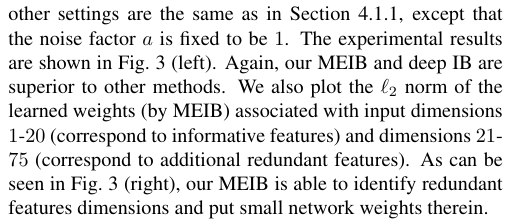 other settings are the same as in Section 4.1.1, except that
the noise factor a is fixed to be 1. The experimental results
are shown in Fig. 3 (left). Again, our MEIB and deep IB are
superior to other methods. We also plot the ℓ₂ norm of the
learned weights (by MEIB) associated with input dimensions
1-20 (correspond to informative features) and dimensions 21-
75 (correspond to additional redundant features). As can be
seen in Fig. 3 (right), our MEIB is able to identify redundant
features dimensions and put small network weights therein.